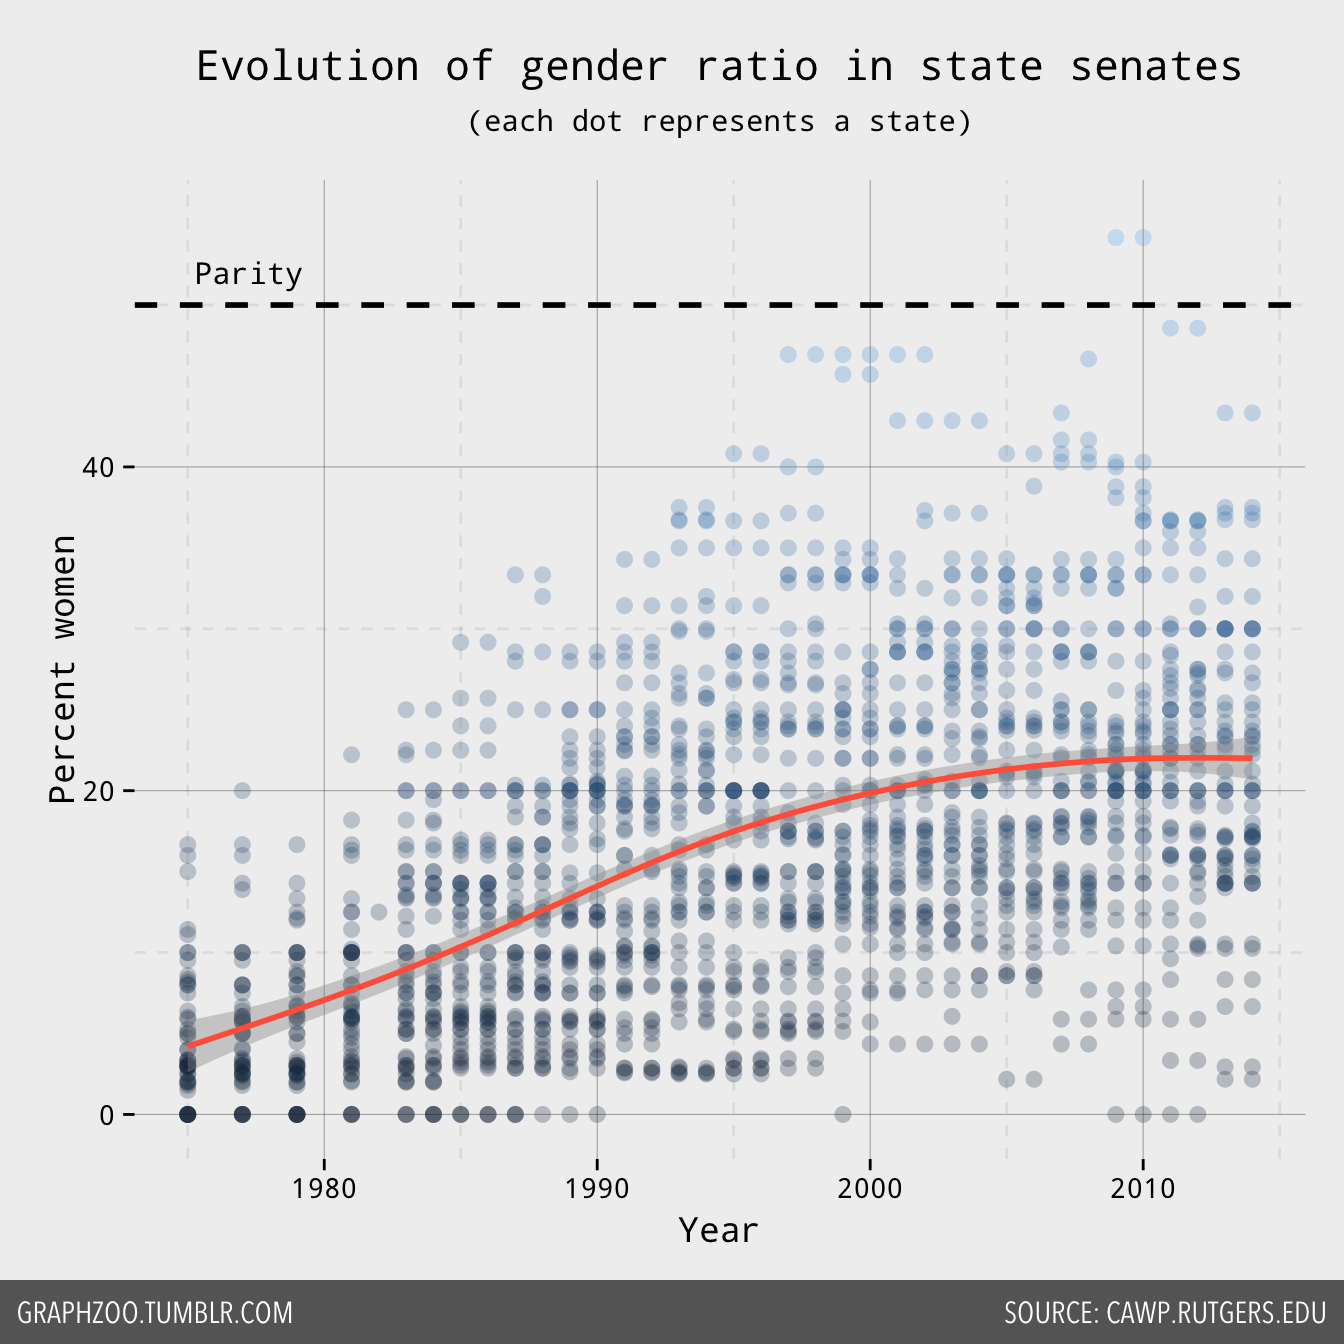 Evolution of gender ratio in state senates
(each dot represents a state)
Parity
Percent women
40
20
0
1980 1990 2000 2010
Year
GRAPHZOO.TUMBLR.COM SOURCE: CAWP.RUTGERS.EDU